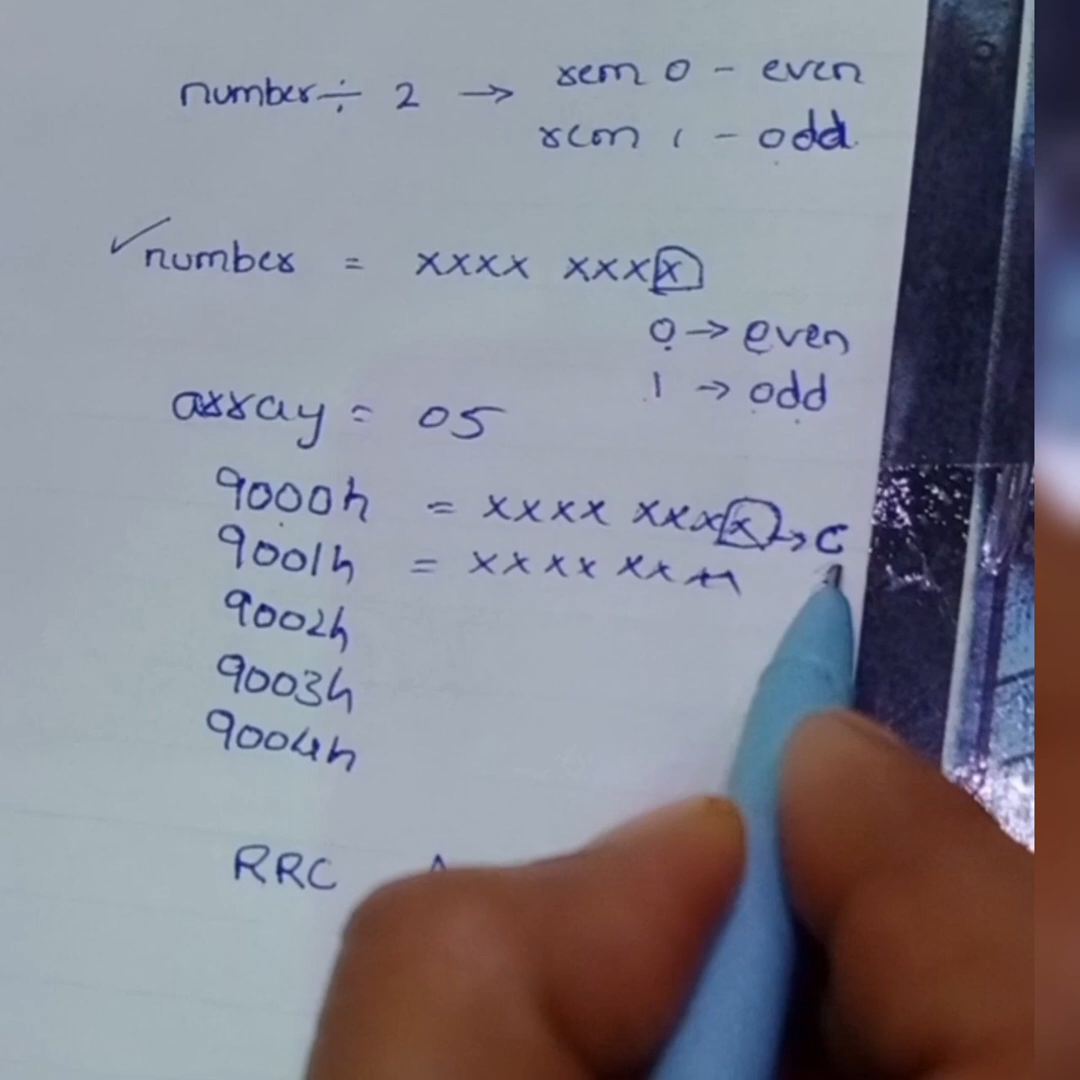 number ÷ 2 → rem 0 - even
rem 1 - odd
✓number = xxxx xxxx
0 → even
1 → odd
array = 05
9000h = xxxx xxxx → C
9001h = xxxx xx
9002h
9003h
9004h
RRC